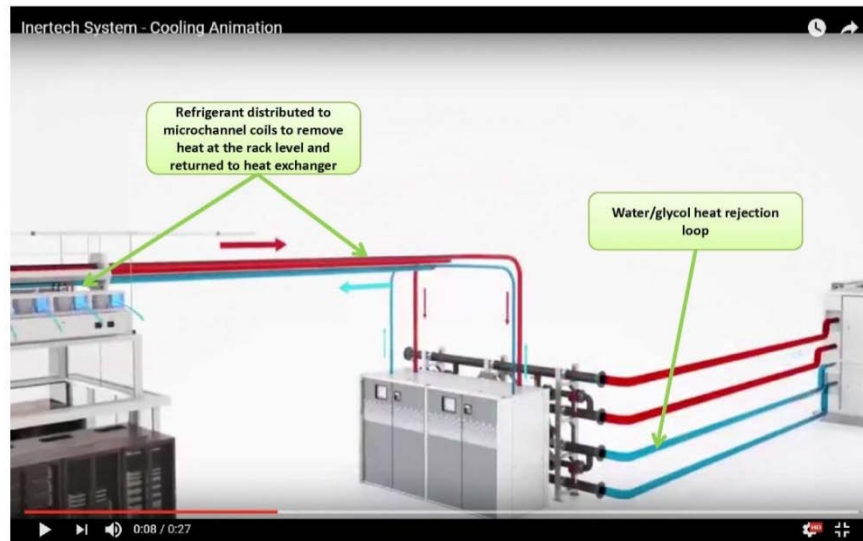 Inertech System - Cooling Animation
Refrigerant distributed to
microchannel coils to remove
heat at the rack level and
returned to heat exchanger
Water/glycol heat rejection
loop
0:08 / 0:27
HD